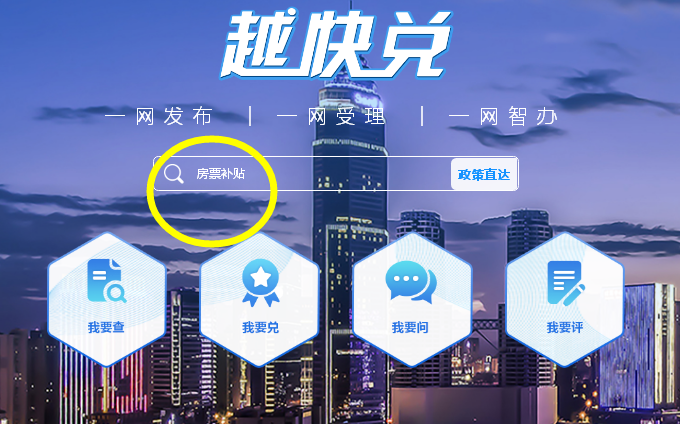 越快兑
一网发布 | 一网受理 | 一网智办
房票补贴 政策直达
我要查 我要兑 我要问 我要评